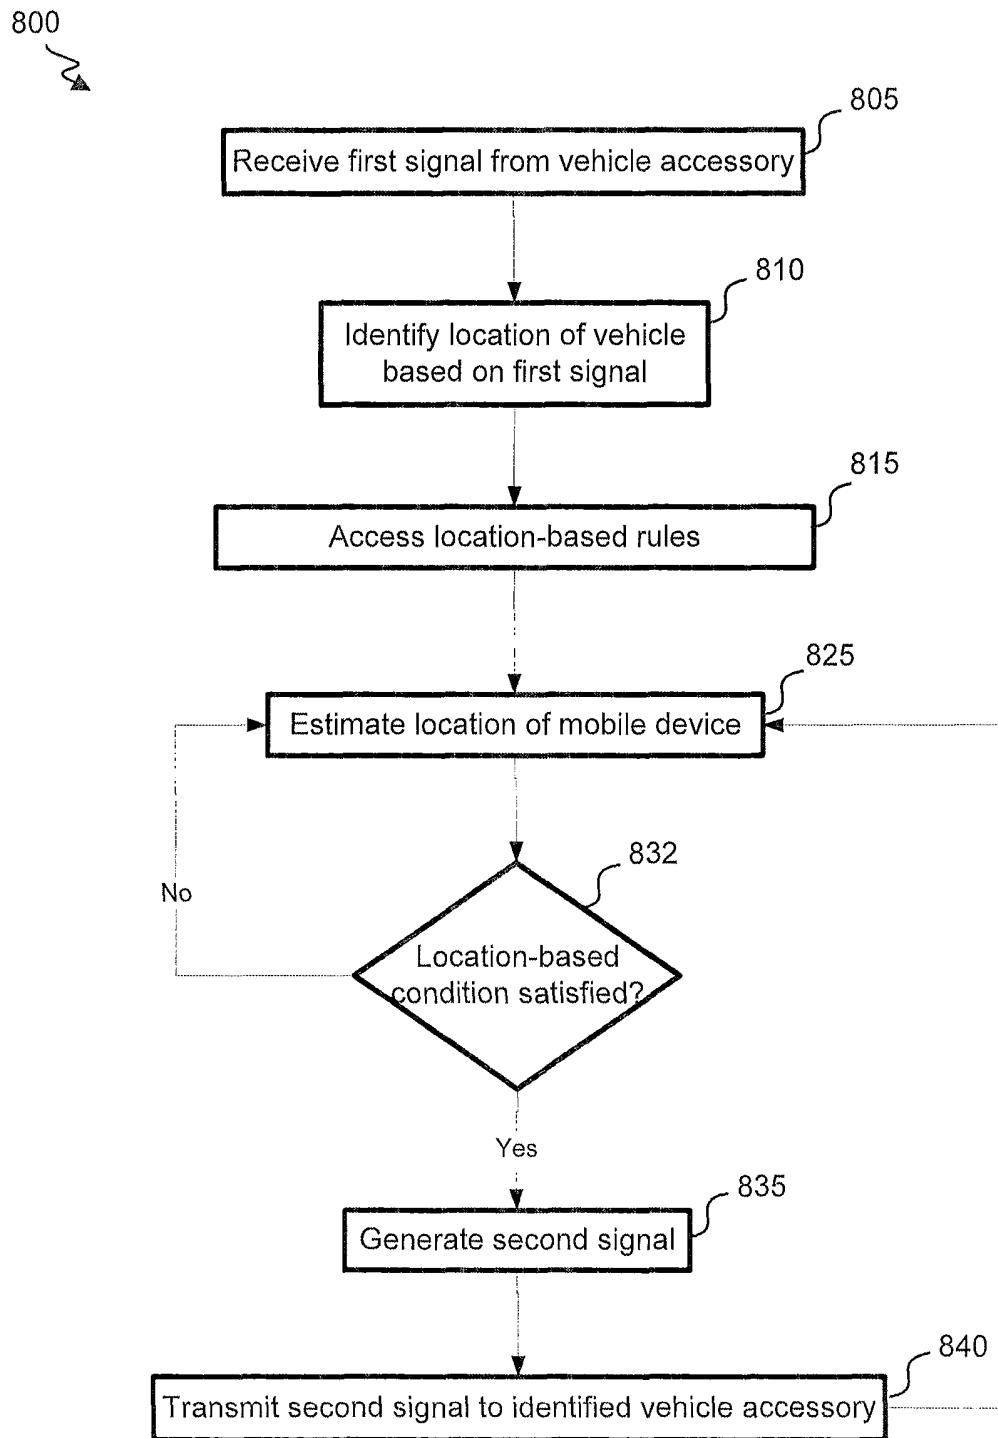 800
805
Receive first signal from vehicle accessory
810
Identify location of vehicle
based on first signal
815
Access location-based rules
825
Estimate location of mobile device
832
No
Location-based
condition satisfied?
Yes
835
Generate second signal
840
Transmit second signal to identified vehicle accessory